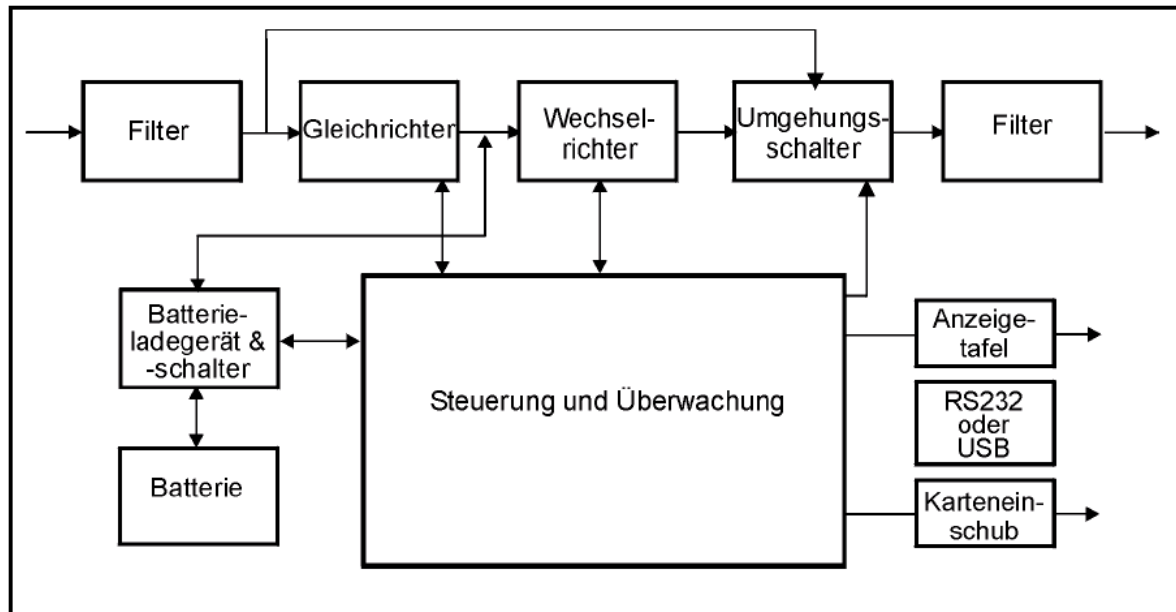 Filter
Gleichrichter
Wechsel-
richter
Umgehungs-
schalter
Filter
Batterie-
ladegerät &
-schalter
Steuerung und Überwachung
Anzeige-
tafel
RS232
oder
USB
Batterie
Kartenein-
schub